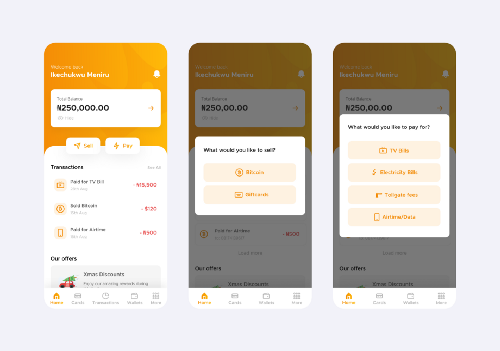 Welcome back
Ikechukwu Meniru
Total Balance
₦250,000.00
Sell
Pay
Transactions
See All
Paid for TV Bill
- ₦15,500
Sold Bitcoin
- $120
Paid for Airtime
- ₦500
Our offers
Xmas Discounts
Home
Cards
Transactions
Wallets
More
Welcome back
Ikechukwu Meniru
Total Balance
₦250,00.00
What would you like to sell?
Bitcoin
Giftcards
Paid for Airtime
Load more
Our offers
Xmas Discounts
Home
Cards
Wallets
More
Welcome back
Ikechukwu Meniru
Total Balance
₦20,000.00
What would you like to pay for?
TV Bills
Electricity Bills
Tollgate fees
Airtime/Data
Load more
Our offers
Xmas Discounts
Home
Cards
Wallets
More